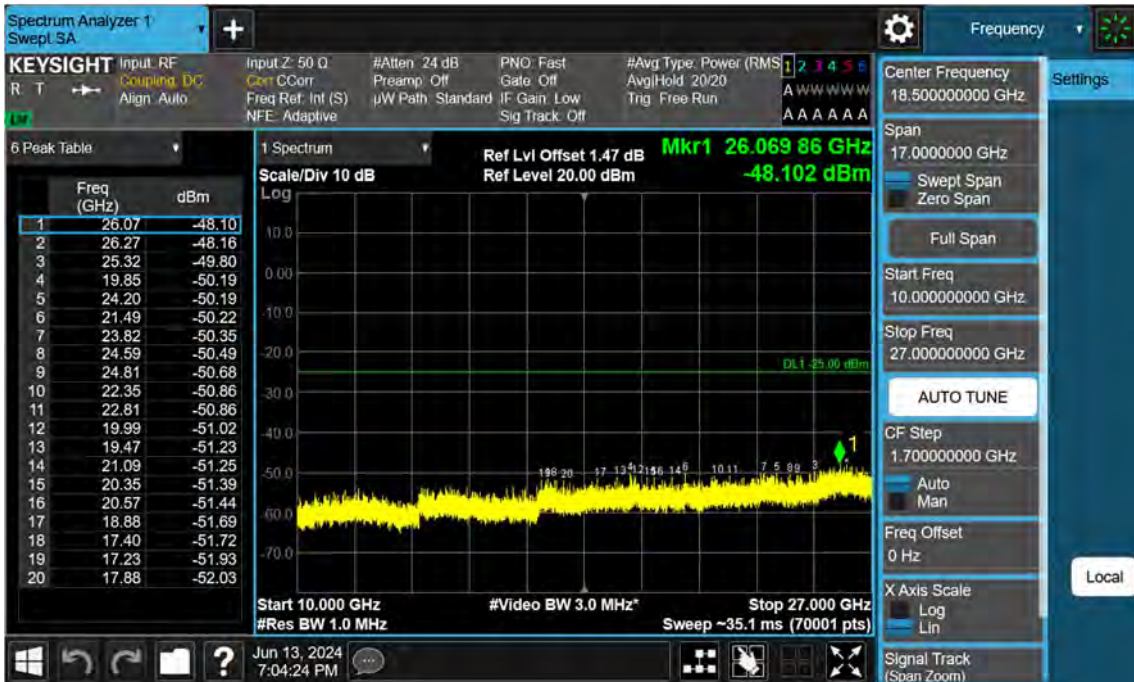 Spectrum Analyzer 1
Swept SA
+
Frequency
KEYSIGHT
R T
LXI
Input: RF
Coupling: DC
Align: Auto
Input Z: 50 Ω
Corr CCorr
Freq Ref: Int (S)
NFE: Adaptive
#Atten: 24 dB
Preamp: Off
µW Path: Standard
PNO: Fast
Gate: Off
IF Gain: Low
Sig Track: Off
#Avg Type: Power (RMS
Avg|Hold: 20/20
Trig: Free Run
1 2 3 4 5 6
A W W W W W
A A A A A A
Center Frequency
18.500000000 GHz
Settings
Span
17.0000000 GHz
Swept Span
Zero Span
Full Span
Start Freq
10.000000000 GHz
Stop Freq
27.000000000 GHz
AUTO TUNE
CF Step
1.700000000 GHz
Auto
Man
Freq Offset
0 Hz
X Axis Scale
Log
Lin
Signal Track
(Span Zoom)
Local
6 Peak Table
Freq
(GHz)
dBm
1 26.07 -48.10
2 26.27 -48.16
3 25.32 -49.80
4 19.85 -50.19
5 24.20 -50.19
6 21.49 -50.22
7 23.82 -50.35
8 24.59 -50.49
9 24.81 -50.68
10 22.35 -50.86
11 22.81 -50.86
12 19.99 -51.02
13 19.47 -51.23
14 21.09 -51.25
15 20.35 -51.39
16 20.57 -51.44
17 18.88 -51.69
18 17.40 -51.72
19 17.23 -51.93
20 17.88 -52.03
1 Spectrum
Scale/Div 10 dB
Log
Ref Lvl Offset 1.47 dB
Ref Level 20.00 dBm
Mkr1 26.069 86 GHz
-48.102 dBm
10.0
0.00
-10.0
-20.0
-30.0
-40.0
-50.0
-60.0
-70.0
DL1 -25.00 dBm
1
Start 10.000 GHz
#Res BW 1.0 MHz
#Video BW 3.0 MHz*
Stop 27.000 GHz
Sweep ~35.1 ms (70001 pts)
?
Jun 13, 2024
7:04:24 PM